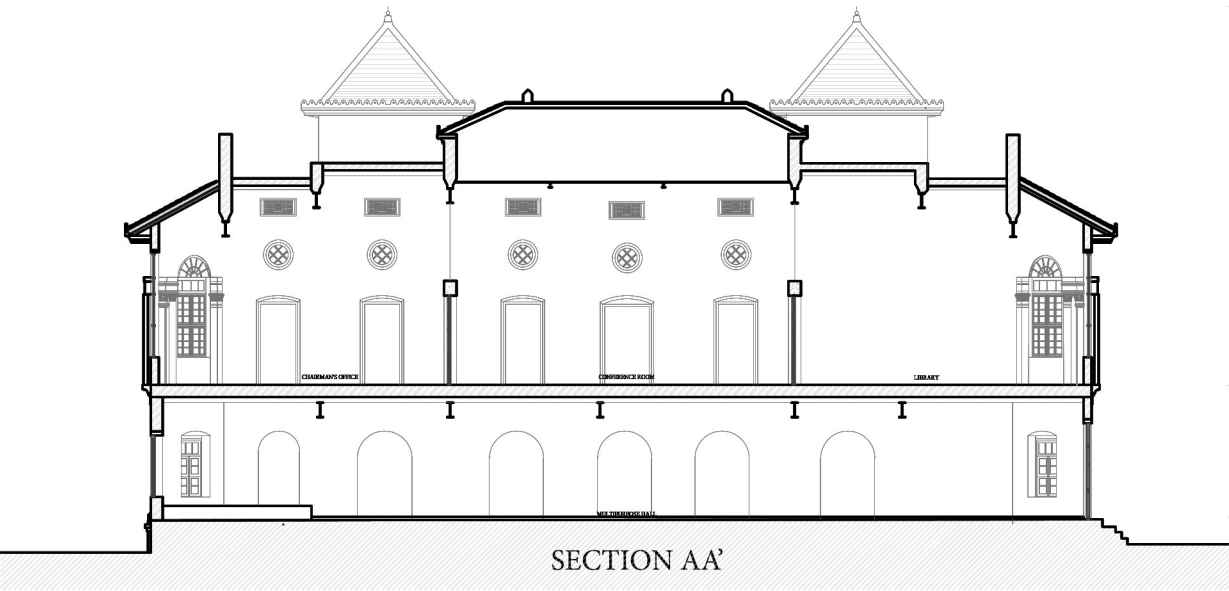 CHAIRMAN'S OFFICE
CONFERENCE ROOM
LIBRARY
MULTIPURPOSE HALL
SECTION AA'